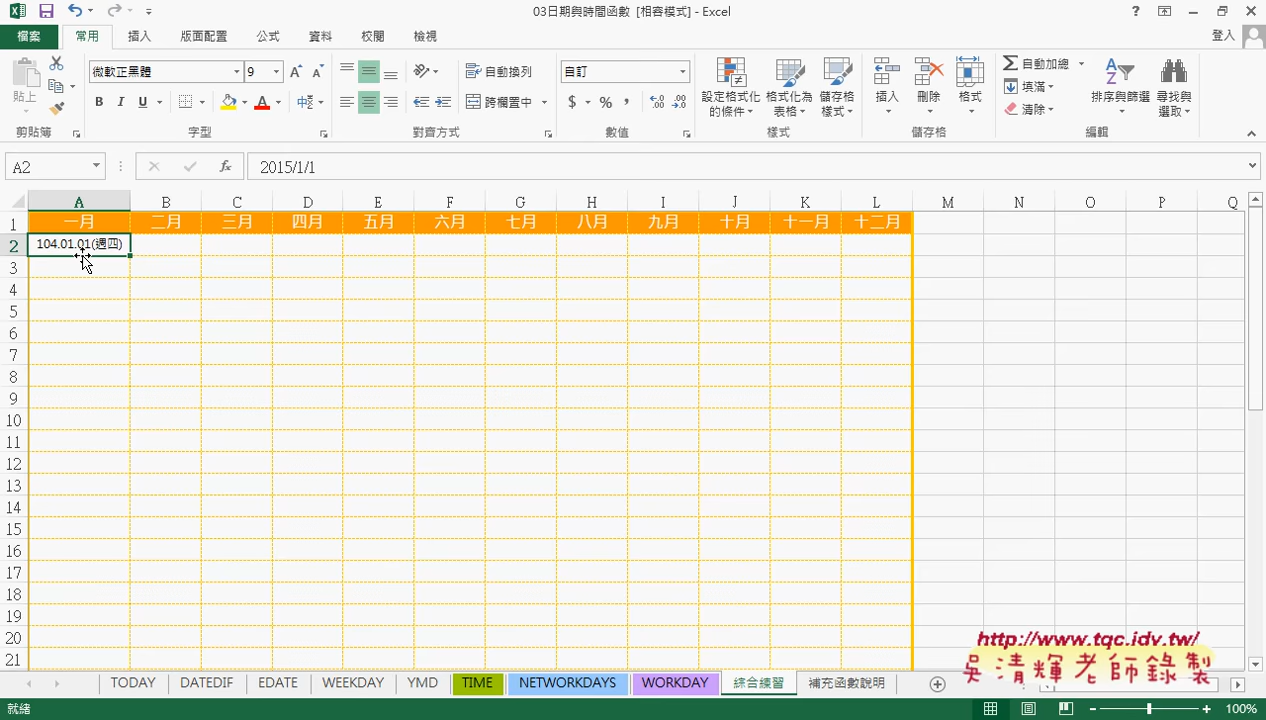 03日期與時間函數 [相容模式] - Excel
檔案 常用 插入 版面配置 公式 資料 校閱 檢視 登入
微軟正黑體 9 自動換列 自訂
貼上 B I U 中 跨欄置中 $ % , 設定格式化的條件 格式化為表格 儲存格樣式 插入 刪除 格式 自動加總 填滿 清除 排序與篩選 尋找與選取
剪貼簿 字型 對齊方式 數值 樣式 儲存格 編輯
A2 fx 2015/1/1
A B C D E F G H I J K L M N O P Q
1 一月 二月 三月 四月 五月 六月 七月 八月 九月 十月 十一月 十二月
2 104.01.01(週四)
3
4
5
6
7
8
9
10
11
12
13
14
15
16
17
18
19
20
21
http://www.tqc.idv.tw/
吳清輝老師錄製
TODAY DATEDIF EDATE WEEKDAY YMD TIME NETWORKDAYS WORKDAY 綜合練習 補充函數說明
就緒 100%